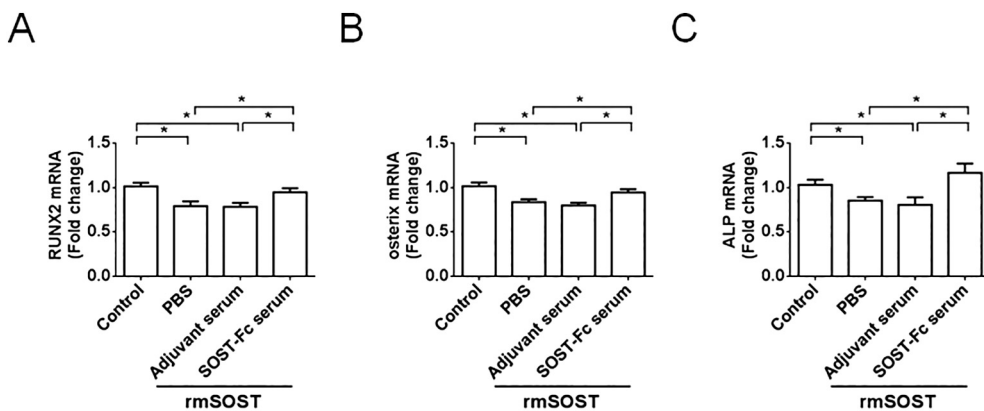 A
B
C
*
*
*
*
RUNX2 mRNA
(Fold change)
1.5
1.0
0.5
0.0
Control
PBS
Adjuvant serum
SOST-Fc serum
rmSOST
*
*
*
*
osterix mRNA
(Fold change)
1.5
1.0
0.5
0.0
Control
PBS
Adjuvant serum
SOST-Fc serum
rmSOST
*
*
*
*
ALP mRNA
(Fold change)
1.5
1.0
0.5
0.0
Control
PBS
Adjuvant serum
SOST-Fc serum
rmSOST